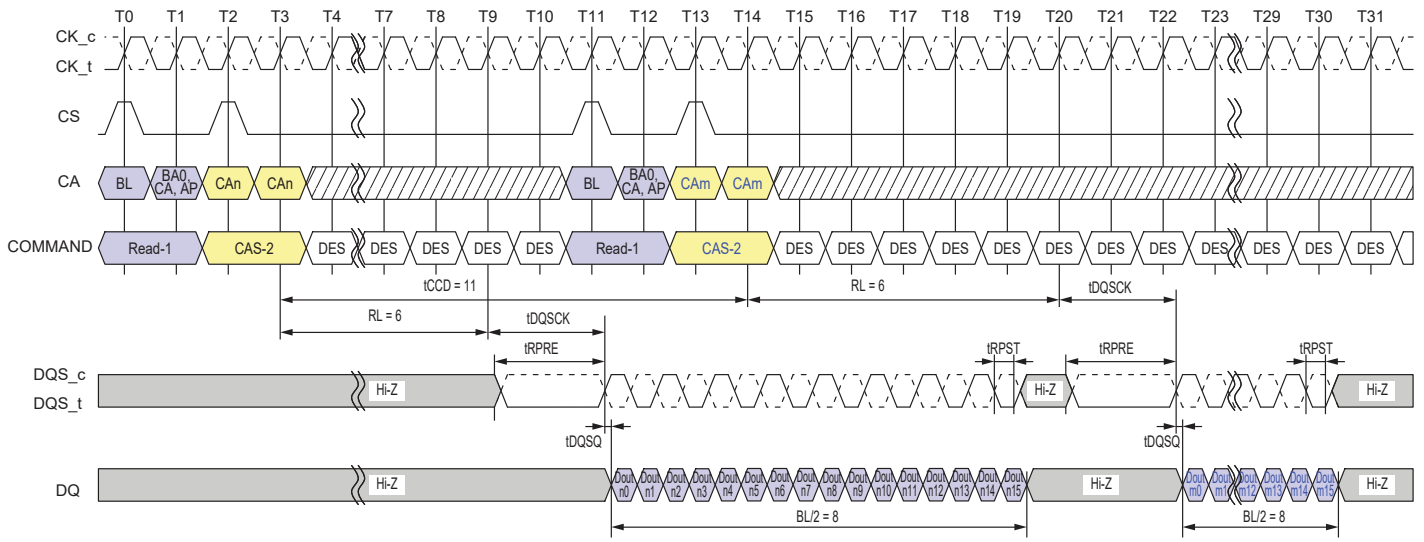 T0 T1 T2 T3 T4 T7 T8 T9 T10 T11 T12 T13 T14 T15 T16 T17 T18 T19 T20 T21 T22 T23 T29 T30 T31
CK_c
CK_t
CS
CA BL BA0, CA, AP CAn CAn BL BA0, CA, AP CAm CAm
COMMAND Read-1 CAS-2 DES DES DES DES DES Read-1 CAS-2 DES DES DES DES DES DES DES DES DES DES DES DES
tCCD = 11 RL = 6 tDQSCK
RL = 6 tDQSCK
tRPRE tRPST tRPRE tRPST
DQS_c
DQS_t Hi-Z Hi-Z Hi-Z
tDQSQ tDQSQ
DQ Hi-Z Dout n0 Dout n1 Dout n2 Dout n3 Dout n4 Dout n5 Dout n6 Dout n7 Dout n8 Dout n9 Dout n10 Dout n11 Dout n12 Dout n13 Dout n14 Dout n15 Hi-Z Dout m0 Dout m1 Dout m12 Dout m13 Dout m14 Dout m15 Hi-Z
BL/2 = 8 BL/2 = 8